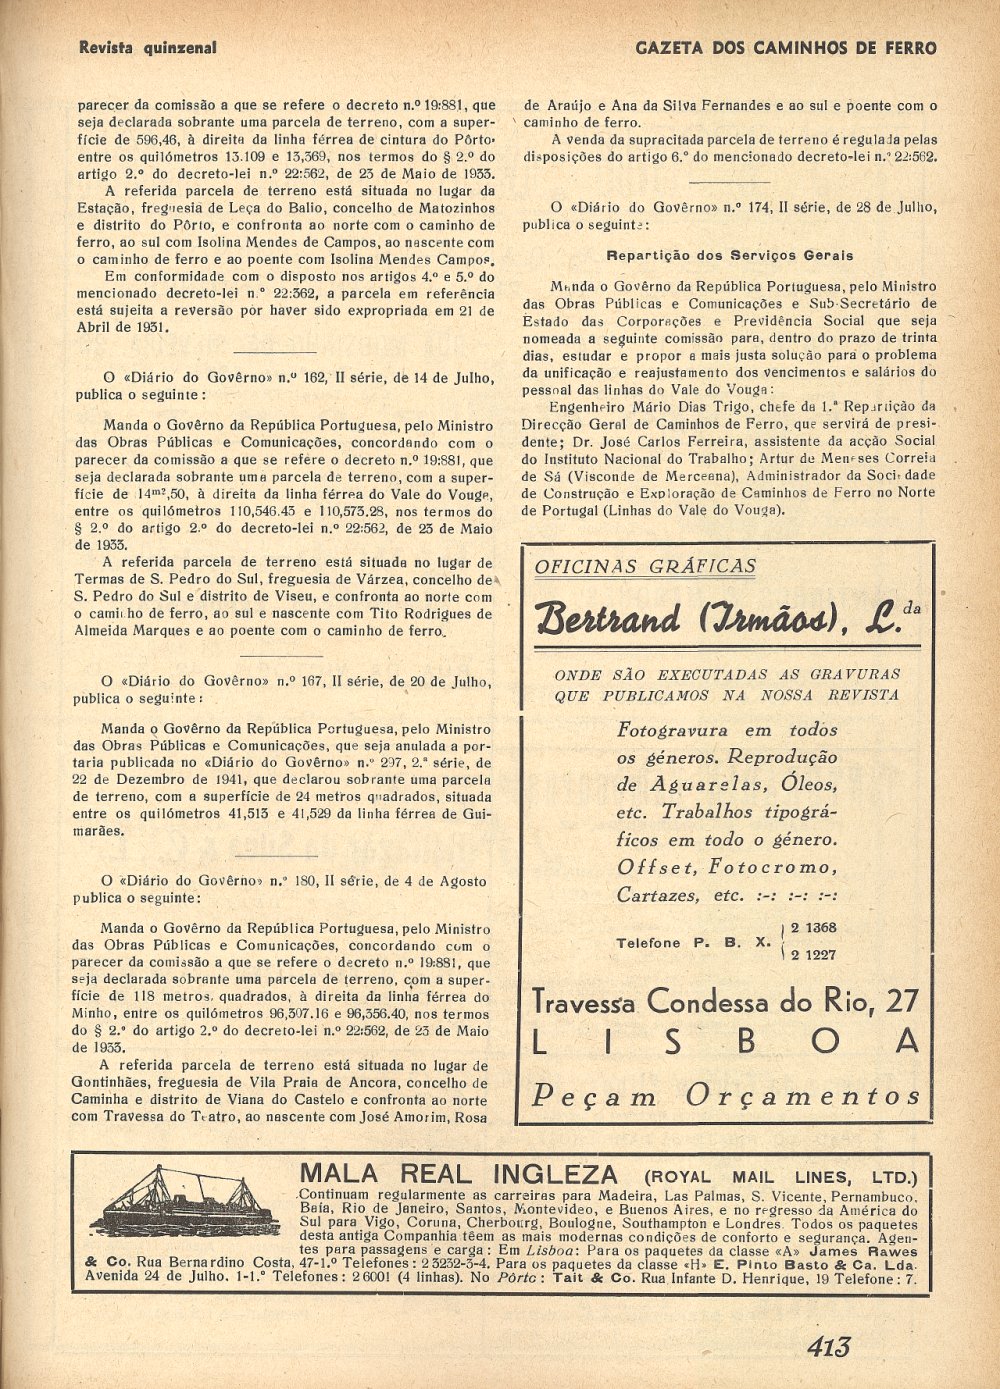 Revista quinzenal
GAZETA DOS CAMINHOS DE FERRO
parecer da comissão a que se refere o decreto n.º 19:881, que
seja declarada sobrante uma parcela de terreno, com a super-
fície de 596,46, à direita da linha férrea de cintura do Pôrto,
entre os quilómetros 13.109 e 13,369, nos termos do § 2.º do
artigo 2.º do decreto-lei n.º 22:562, de 23 de Maio de 1933.
A referida parcela de terreno está situada no lugar da
Estação, freguesia de Leça do Balio, concelho de Matozinhos
e distrito do Pôrto, e confronta ao norte com o caminho de
ferro, ao sul com Isolina Mendes de Campos, ao nascente com
o caminho de ferro e ao poente com Isolina Mendes Campos.
Em conformidade com o disposto nos artigos 4.º e 5.º do
mencionado decreto-lei n.º 22:362, a parcela em referência
está sujeita a reversão por haver sido expropriada em 21 de
Abril de 1931.
O «Diário do Govêrno» n.º 162, II série, de 14 de Julho,
publica o seguinte:
Manda o Govêrno da República Portuguesa, pelo Ministro
das Obras Públicas e Comunicações, concordando com o
parecer da comissão a que se refere o decreto n.º 19:881, que
seja declarada sobrante uma parcela de terreno, com a super-
fície de 14m²,50, à direita da linha férrea do Vale do Vouga,
entre os quilómetros 110,546.43 e 110,573.28, nos termos do
§ 2.º do artigo 2.º do decreto-lei n.º 22:562, de 23 de Maio
de 1933.
A referida parcela de terreno está situada no lugar de
Termas de S. Pedro do Sul, freguesia de Várzea, concelho de
S. Pedro do Sul e distrito de Viseu, e confronta ao norte com
o caminho de ferro, ao sul e nascente com Tito Rodrigues de
Almeida Marques e ao poente com o caminho de ferro.
O «Diário do Govêrno» n.º 167, II série, de 20 de Julho,
publica o seguinte:
Manda o Govêrno da República Portuguesa, pelo Ministro
das Obras Públicas e Comunicações, que seja anulada a por-
taria publicada no «Diário do Govêrno» n.º 297, 2.ª série, de
22 de Dezembro de 1941, que declarou sobrante uma parcela
de terreno, com a superfície de 24 metros quadrados, situada
entre os quilómetros 41,513 e 41,529 da linha férrea de Gui-
marães.
O «Diário do Govêrno» n.º 180, II série, de 4 de Agosto
publica o seguinte:
Manda o Govêrno da República Portuguesa, pelo Ministro
das Obras Públicas e Comunicações, concordando com o
parecer da comissão a que se refere o decreto n.º 19:881, que
seja declarada sobrante uma parcela de terreno, com a super-
fície de 118 metros quadrados, à direita da linha férrea do
Minho, entre os quilómetros 96,307.16 e 96,356.40, nos termos
do § 2.º do artigo 2.º do decreto-lei n.º 22:562, de 23 de Maio
de 1933.
A referida parcela de terreno está situada no lugar de
Gontinhães, freguesia de Vila Praia de Ancora, concelho de
Caminha e distrito de Viana do Castelo e confronta ao norte
com Travessa do Teatro, ao nascente com José Amorim, Rosa
de Araújo e Ana da Silva Fernandes e ao sul e poente com o
caminho de ferro.
A venda da supracitada parcela de terreno é regulada pelas
disposições do artigo 6.º do mencionado decreto-lei n.º 22:562.
O «Diário do Govêrno» n.º 174, II série, de 28 de Julho,
publica o seguinte:
Repartição dos Serviços Gerais
Manda o Govêrno da República Portuguesa, pelo Ministro
das Obras Públicas e Comunicações e Sub-Secretário de
Estado das Corporações e Previdência Social que seja
nomeada a seguinte comissão para, dentro do prazo de trinta
dias, estudar e propor a mais justa solução para o problema
da unificação e reajustamento dos vencimentos e salários do
pessoal das linhas do Vale do Vouga:
Engenheiro Mário Dias Trigo, chefe da 1.ª Repartição da
Direcção Geral de Caminhos de Ferro, que servirá de presi-
dente; Dr. José Carlos Ferreira, assistente da acção Social
do Instituto Nacional do Trabalho; Artur de Meneses Correia
de Sá (Visconde de Merceana), Administrador da Sociedade
de Construção e Exploração de Caminhos de Ferro no Norte
de Portugal (Linhas do Vale do Vouga).
OFICINAS GRÁFICAS
Bertrand (Irmãos), L.da
ONDE SÃO EXECUTADAS AS GRAVURAS
QUE PUBLICAMOS NA NOSSA REVISTA
Fotogravura em todos
os géneros. Reprodução
de Aguarelas, Óleos,
etc. Trabalhos tipográ-
ficos em todo o género.
Offset, Fotocromo,
Cartazes, etc. :-: :-: :-:
Telefone P. B. X. { 2 1368
2 1227
Travessa Condessa do Rio, 27
LISBOA
Peçam Orçamentos
MALA REAL INGLEZA (ROYAL MAIL LINES, LTD.)
Continuam regularmente as carreiras para Madeira, Las Palmas, S. Vicente, Pernambuco,
Baía, Rio de Janeiro, Santos, Montevideo, e Buenos Aires, e no regresso da América do
Sul para Vigo, Coruna, Cherbourg, Boulogne, Southampton e Londres. Todos os paquetes
desta antiga Companhia têem as mais modernas condições de conforto e segurança. Agen-
tes para passagens e carga: Em Lisboa: Para os paquetes da classe «A» James Rawes
& Co. Rua Bernardino Costa, 47-1.º Telefones: 2 3232-3-4. Para os paquetes da classe «H» E. Pinto Basto & Ca. Lda.
Avenida 24 de Julho. 1-1.º Telefones: 2 6001 (4 linhas). No Pôrto: Tait & Co. Rua Infante D. Henrique, 19 Telefone: 7.
413